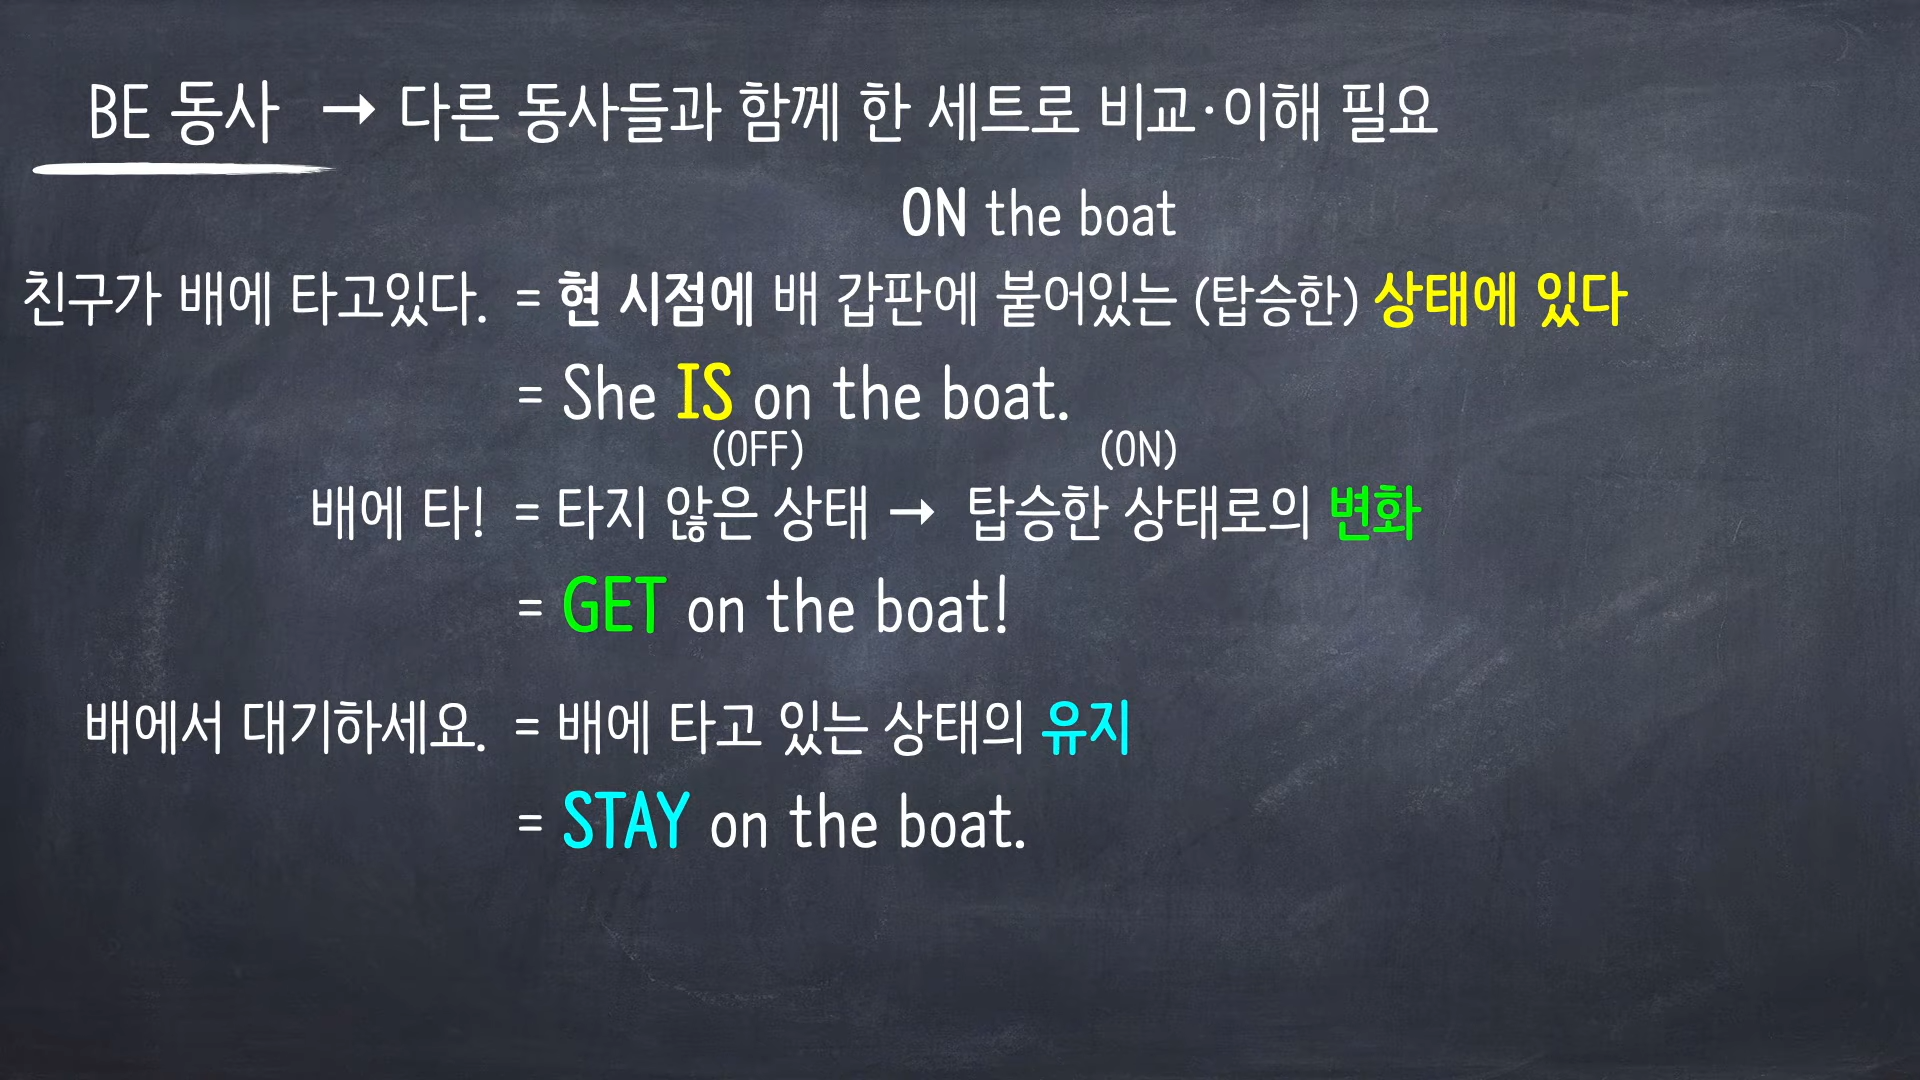 BE 동사 → 다른 동사들과 함께 한 세트로 비교·이해 필요
ON the boat
친구가 배에 타고있다. = 현 시점에 배 갑판에 붙어있는 (탑승한) 상태에 있다
= She IS on the boat.
(OFF) (ON)
배에 타! = 타지 않은 상태 → 탑승한 상태로의 변화
= GET on the boat!
배에서 대기하세요. = 배에 타고 있는 상태의 유지
= STAY on the boat.